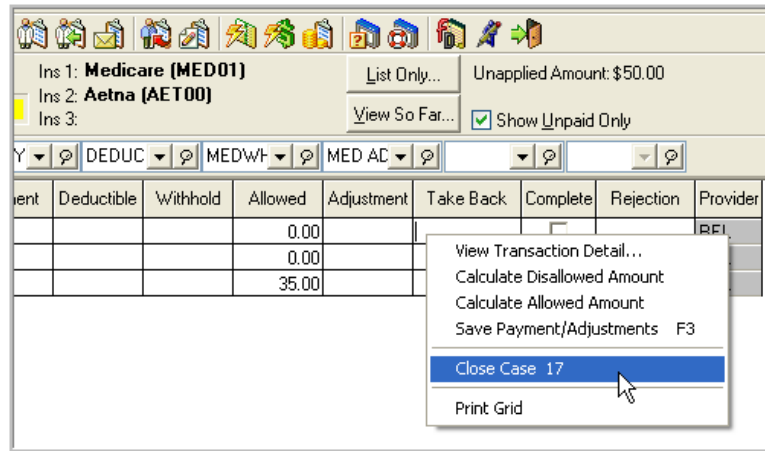 Ins 1: Medicare (MED01)
Ins 2: Aetna (AET00)
Ins 3:
List Only...
Unapplied Amount: $50.00
View So Far...
Show Unpaid Only
Y DEDUC MEDWH MED AD
ent Deductible Withhold Allowed Adjustment Take Back Complete Rejection Provider
0.00
0.00
35.00
View Transaction Detail...
Calculate Disallowed Amount
Calculate Allowed Amount
Save Payment/Adjustments F3
Close Case 17
Print Grid